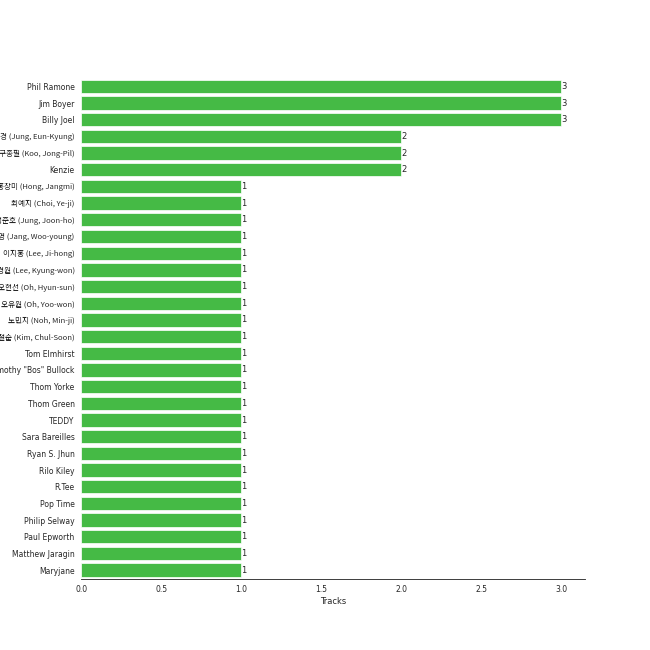 Phil Ramone 3
Jim Boyer 3
Billy Joel 3
경 (Jung, Eun-Kyung) 2
구종필 (Koo, Jong-Pil) 2
Kenzie 2
홍장미 (Hong, Jangmi) 1
최예지 (Choi, Ye-ji) 1
정준호 (Jung, Joon-ho) 1
영 (Jang, Woo-young) 1
이지홍 (Lee, Ji-hong) 1
경원 (Lee, Kyung-won) 1
오현선 (Oh, Hyun-sun) 1
오유원 (Oh, Yoo-won) 1
노민지 (Noh, Min-ji) 1
철순 (Kim, Chul-Soon) 1
Tom Elmhirst 1
mothy "Bos" Bullock 1
Thom Yorke 1
Thom Green 1
TEDDY 1
Sara Bareilles 1
Ryan S. Jhun 1
Rilo Kiley 1
R.Tee 1
Pop Time 1
Philip Selway 1
Paul Epworth 1
Matthew Jaragin 1
Maryjane 1
0.0 0.5 1.0 1.5 2.0 2.5 3.0
Tracks